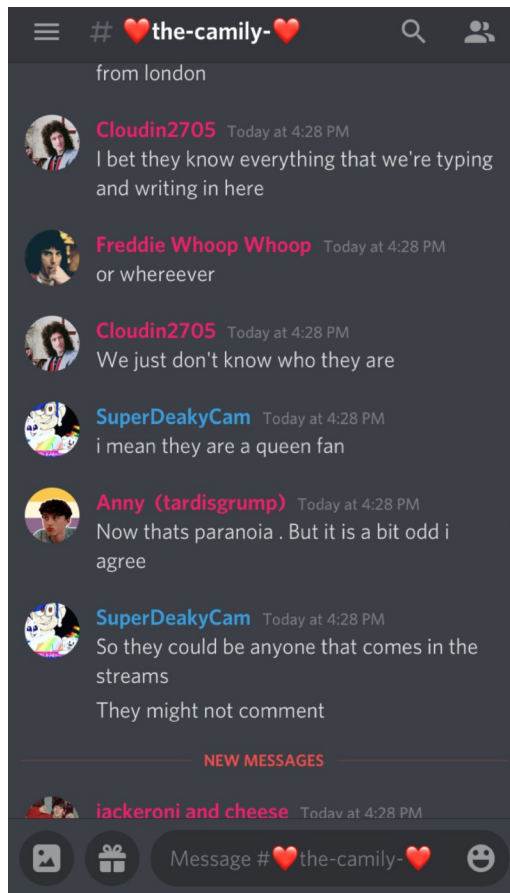 # ❤️the-camily-❤️
from london
Cloudin2705 Today at 4:28 PM
I bet they know everything that we're typing
and writing in here
Freddie Whoop Whoop Today at 4:28 PM
or whereever
Cloudin2705 Today at 4:28 PM
We just don't know who they are
SuperDeakyCam Today at 4:28 PM
i mean they are a queen fan
Anny (tardisgrump) Today at 4:28 PM
Now thats paranoia . But it is a bit odd i
agree
SuperDeakyCam Today at 4:28 PM
So they could be anyone that comes in the
streams
They might not comment
NEW MESSAGES
jackeroni and cheese Today at 4:28 PM
Message #❤️the-camily-❤️